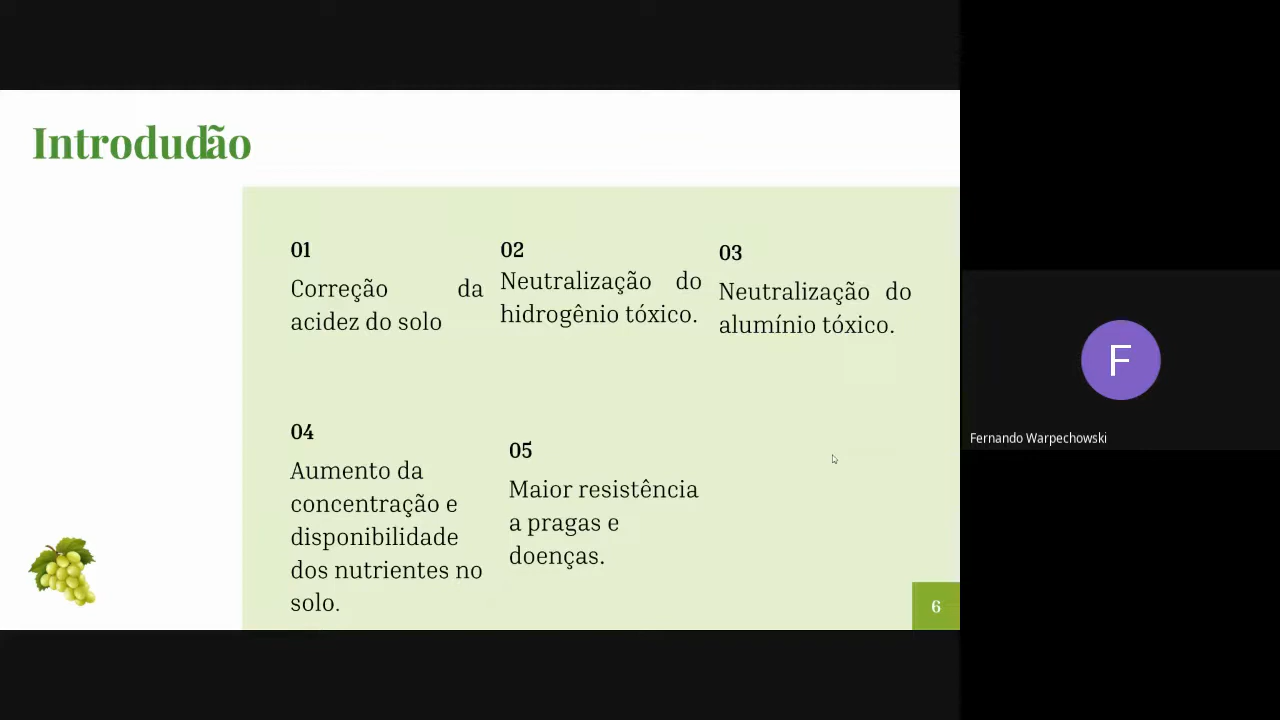 Introdudão
01
Correção da
acidez do solo
02
Neutralização do
hidrogênio tóxico.
03
Neutralização do
alumínio tóxico.
04
Aumento da
concentração e
disponibilidade
dos nutrientes no
solo.
05
Maior resistência
a pragas e
doenças.
6
F
Fernando Warpechowski